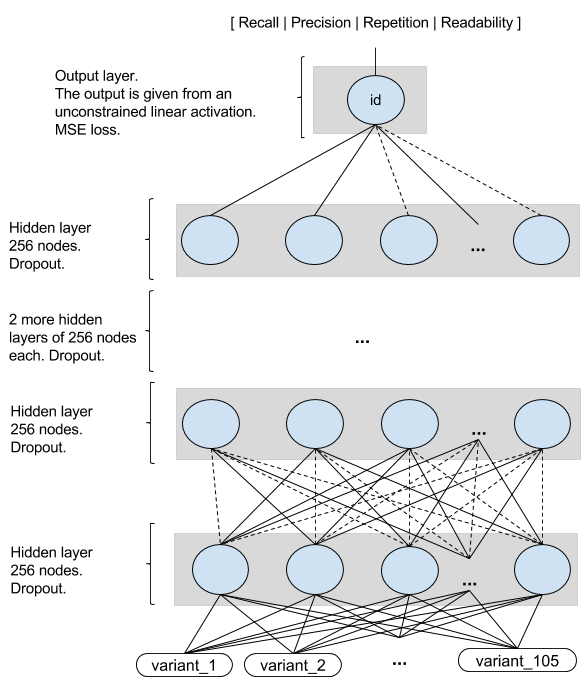 [ Recall | Precision | Repetition | Readability ]
Output layer.
The output is given from an
unconstrained linear activation.
MSE loss.
id
Hidden layer
256 nodes.
Dropout.
...
2 more hidden
layers of 256 nodes
each. Dropout.
...
Hidden layer
256 nodes.
Dropout.
...
Hidden layer
256 nodes.
Dropout.
...
variant_1 variant_2 ... variant_105